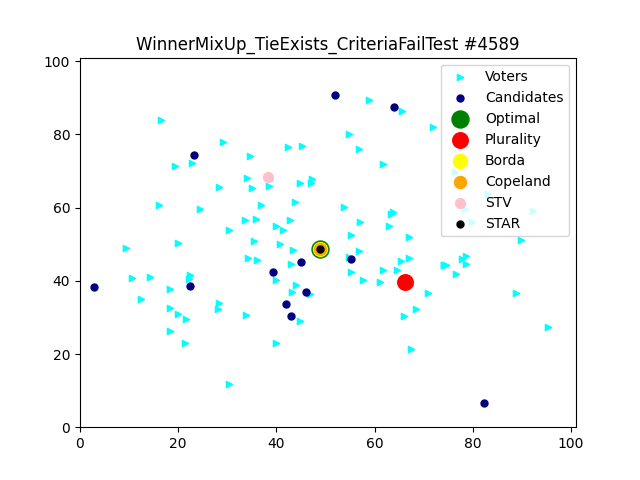 WinnerMixUp_TieExists_CriteriaFailTest #4589
100
80
60
40
20
0
0 20 40 60 80 100
Voters
Candidates
Optimal
Plurality
Borda
Copeland
STV
STAR